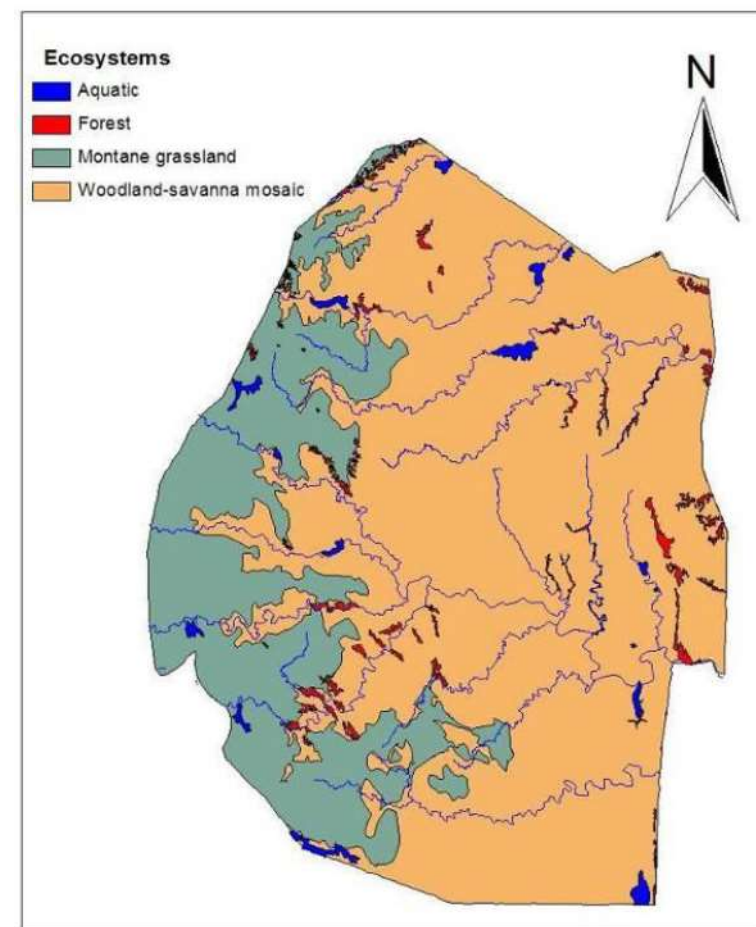 Ecosystems
Aquatic
Forest
Montane grassland
Woodland-savanna mosaic
N